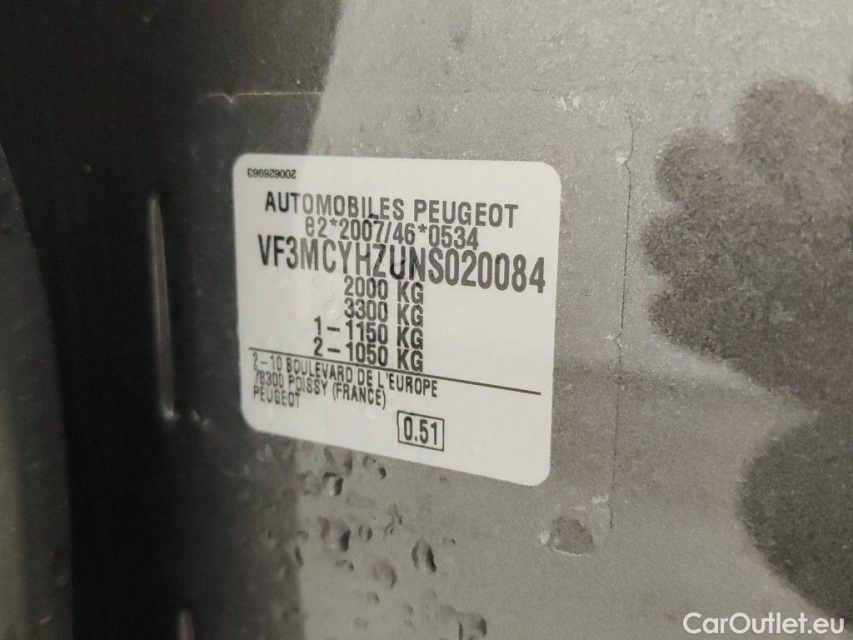 2006266963
AUTOMOBILES PEUGEOT
e2*2007/46*0534
VF3MCYHZUNS020084
2000 KG
3300 KG
1-1150 KG
2-1050 KG
2-10 BOULEVARD DE L'EUROPE
78300 POISSY (FRANCE)
PEUGEOT
0.51
CarOutlet.eu